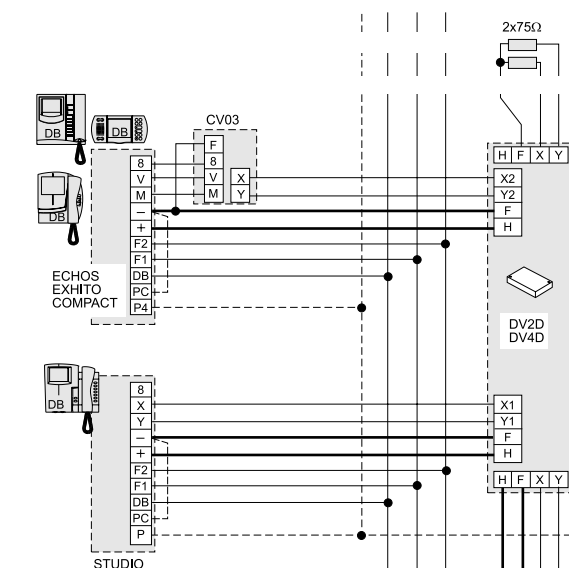 2x75Ω
CV03
DB
DB
DB
F
8
V
M
X
Y
8
V
M
–
+
F2
F1
DB
PC
P4
ECHOS
EXHITO
COMPACT
H F X Y
X2
Y2
F
H
DV2D
DV4D
DB
8
X
Y
–
+
F2
F1
DB
PC
P
STUDIO
X1
Y1
F
H
H F X Y